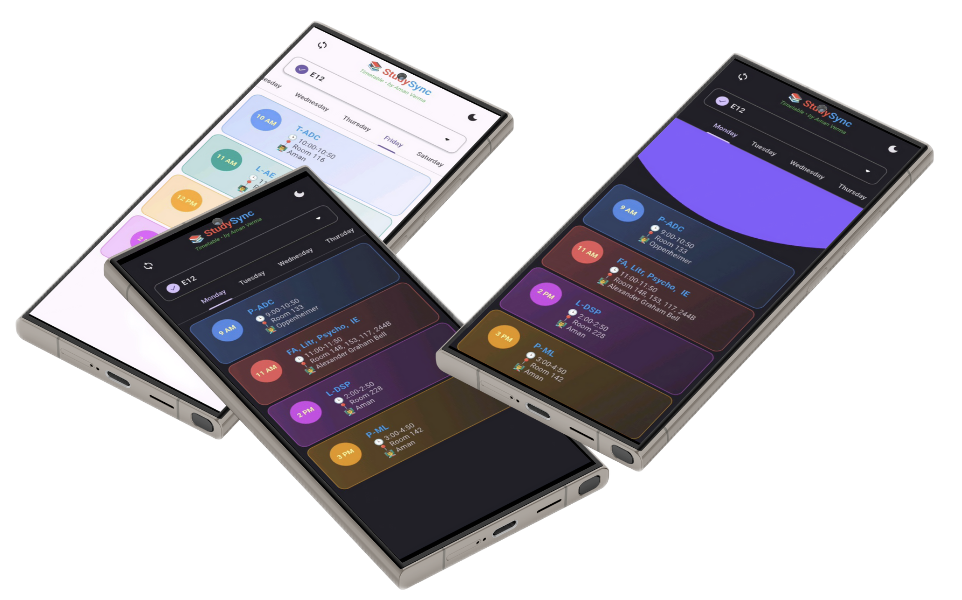 StudySync
Timetable • by Aman Verma
E12
Wednesday
Thursday
Friday
Saturday
10 AM
T-ADC
10:00-10:50
Room 116
Aman
11 AM
L-AE
12 PM
StudySync
Timetable • by Aman Verma
E12
Monday
Tuesday
Wednesday
Thursday
9 AM
P-ADC
9:00-10:50
Room 133
Oppenheimer
11 AM
FA, Litr, Psycho, IE
11:00-11:50
Room 148, 153, 117, 244B
Alexander Graham Bell
2 PM
L-DSP
2:00-2:50
Room 228
Aman
3 PM
P-ML
3:00-4:50
Room 142
Aman
StudySync
Timetable • by Aman Verma
E12
Monday
Tuesday
Wednesday
Thursday
9 AM
P-ADC
9:00-10:50
Room 133
Oppenheimer
11 AM
FA, Litr, Psycho, IE
11:00-11:50
Room 148, 153, 117, 244B
Alexander Graham Bell
2 PM
L-DSP
2:00-2:50
Room 228
Aman
3 PM
P-ML
3:00-4:50
Room 142
Aman